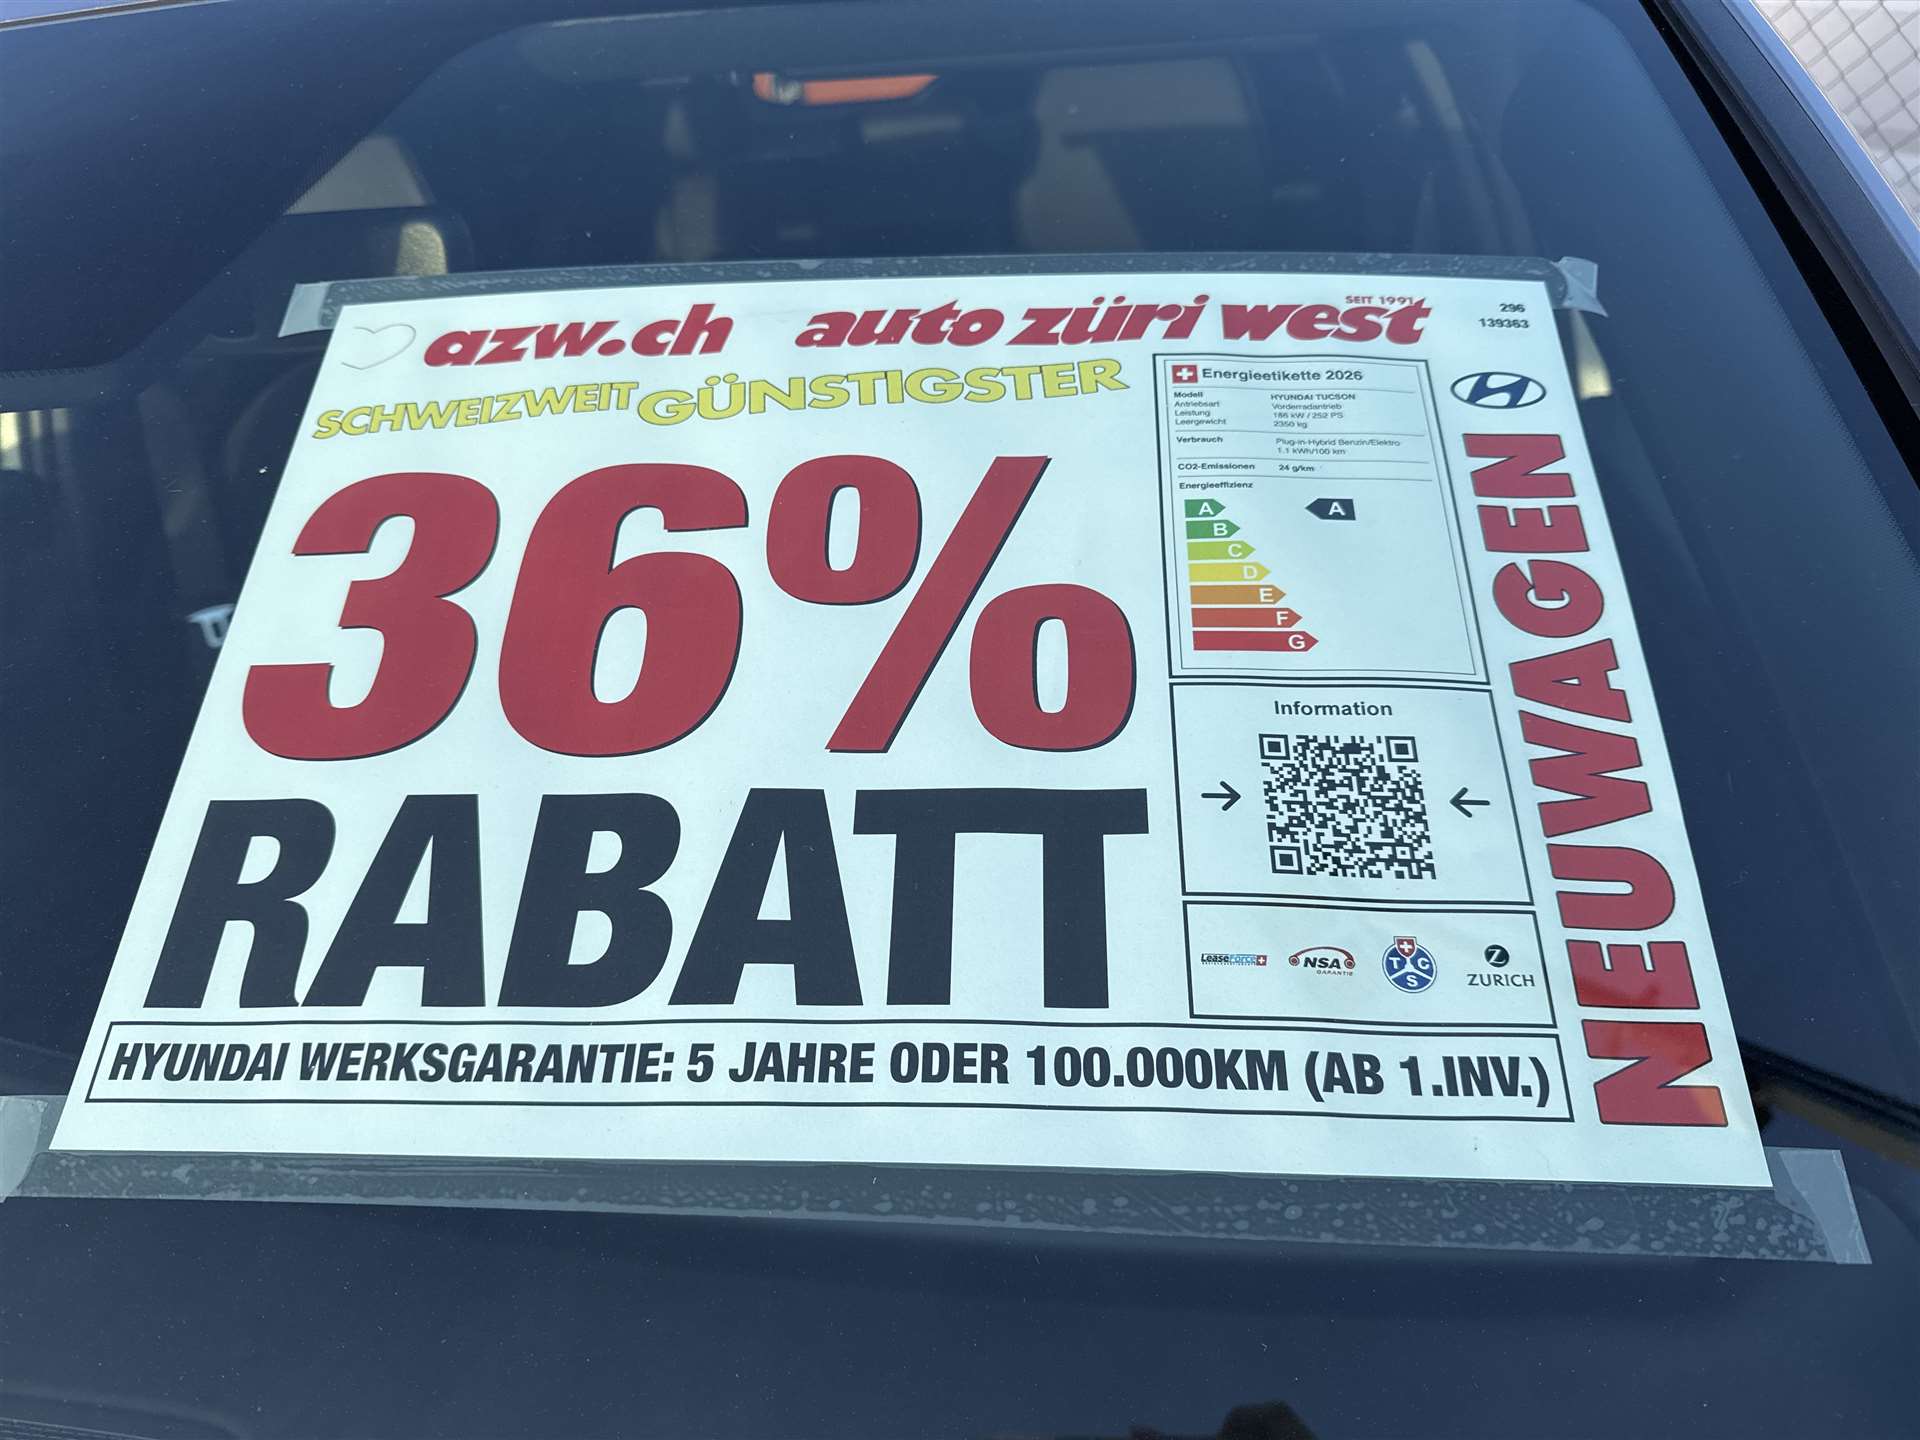 azw.ch auto züri west
SEIT 1991
296
139363
SCHWEIZWEIT GÜNSTIGSTER
36%
RABATT
Energieetikette 2026
Modell HYUNDAI TUCSON
Antriebsart Vorderradantrieb
Leistung 186 kW / 252 PS
Leergewicht 2350 kg
Verbrauch Plug-in-Hybrid Benzin/Elektro
1.1 kWh/100 km
CO2-Emissionen 24 g/km
Energieeffizienz
A A
B
C
D
E
F
G
Information
LeaseForce
NSA
GARANTIE
TCS
Z
ZURICH
NEUWAGEN
HYUNDAI WERKSGARANTIE: 5 JAHRE ODER 100.000KM (AB 1.INV.)